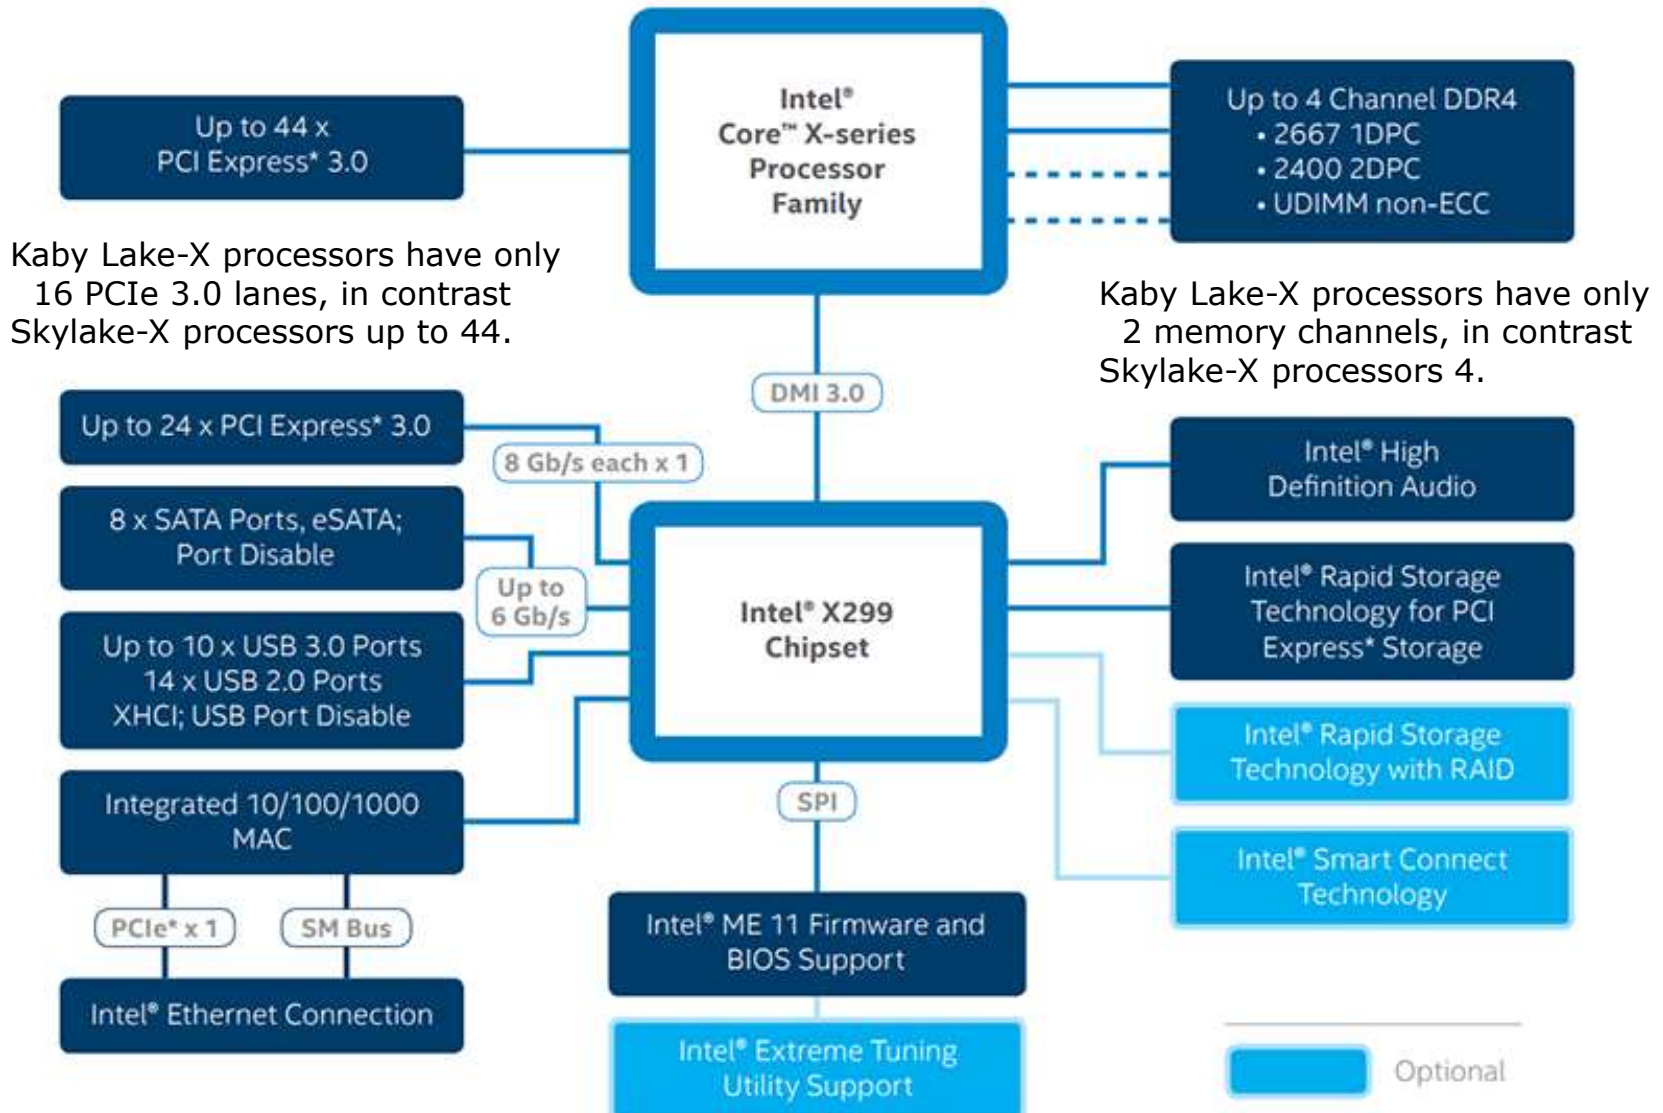 Intel®
Core™ X-series
Processor
Family
Up to 44 x
PCI Express* 3.0
Up to 4 Channel DDR4
• 2667 1DPC
• 2400 2DPC
• UDIMM non-ECC
Kaby Lake-X processors have only
16 PCIe 3.0 lanes, in contrast
Skylake-X processors up to 44.
Kaby Lake-X processors have only
2 memory channels, in contrast
Skylake-X processors 4.
DMI 3.0
Up to 24 x PCI Express* 3.0
8 Gb/s each x 1
8 x SATA Ports, eSATA;
Port Disable
Up to
6 Gb/s
Up to 10 x USB 3.0 Ports
14 x USB 2.0 Ports
XHCI; USB Port Disable
Integrated 10/100/1000
MAC
PCIe* x 1
SM Bus
Intel® Ethernet Connection
Intel® X299
Chipset
SPI
Intel® ME 11 Firmware and
BIOS Support
Intel® Extreme Tuning
Utility Support
Intel® High
Definition Audio
Intel® Rapid Storage
Technology for PCI
Express* Storage
Intel® Rapid Storage
Technology with RAID
Intel® Smart Connect
Technology
Optional